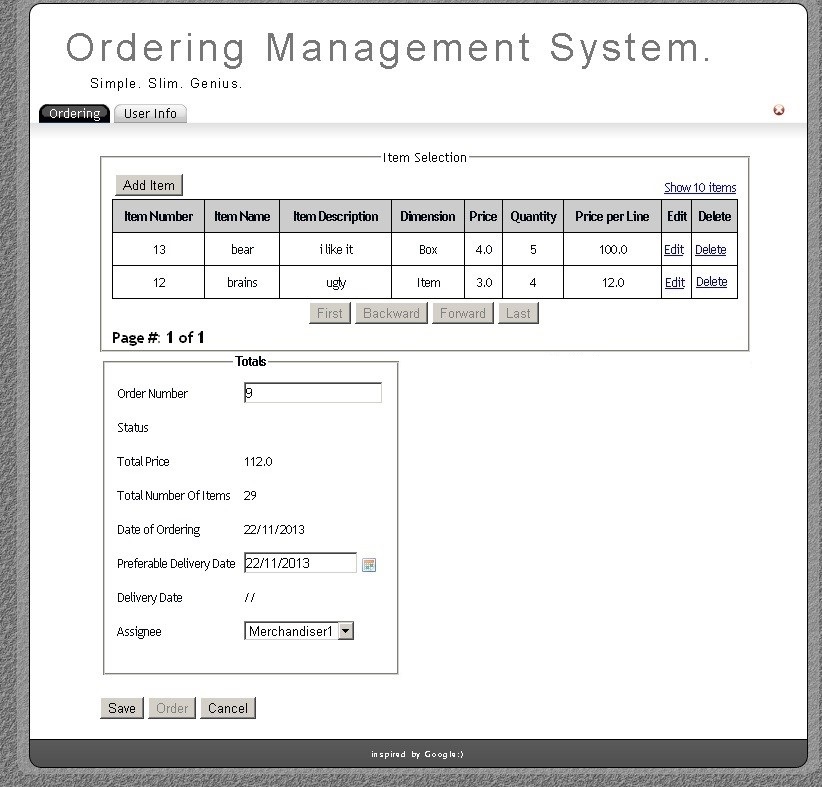 Ordering Management System.
Simple. Slim. Genius.
Ordering User Info
Item Selection
Add Item Show 10 items
Item Number Item Name Item Description Dimension Price Quantity Price per Line Edit Delete
13 bear i like it Box 4.0 5 100.0 Edit Delete
12 brains ugly Item 3.0 4 12.0 Edit Delete
First Backward Forward Last
Page #: 1 of 1
Totals
Order Number 9
Status
Total Price 112.0
Total Number Of Items 29
Date of Ordering 22/11/2013
Preferable Delivery Date 22/11/2013
Delivery Date //
Assignee Merchandiser1
Save Order Cancel
inspired by Google:)